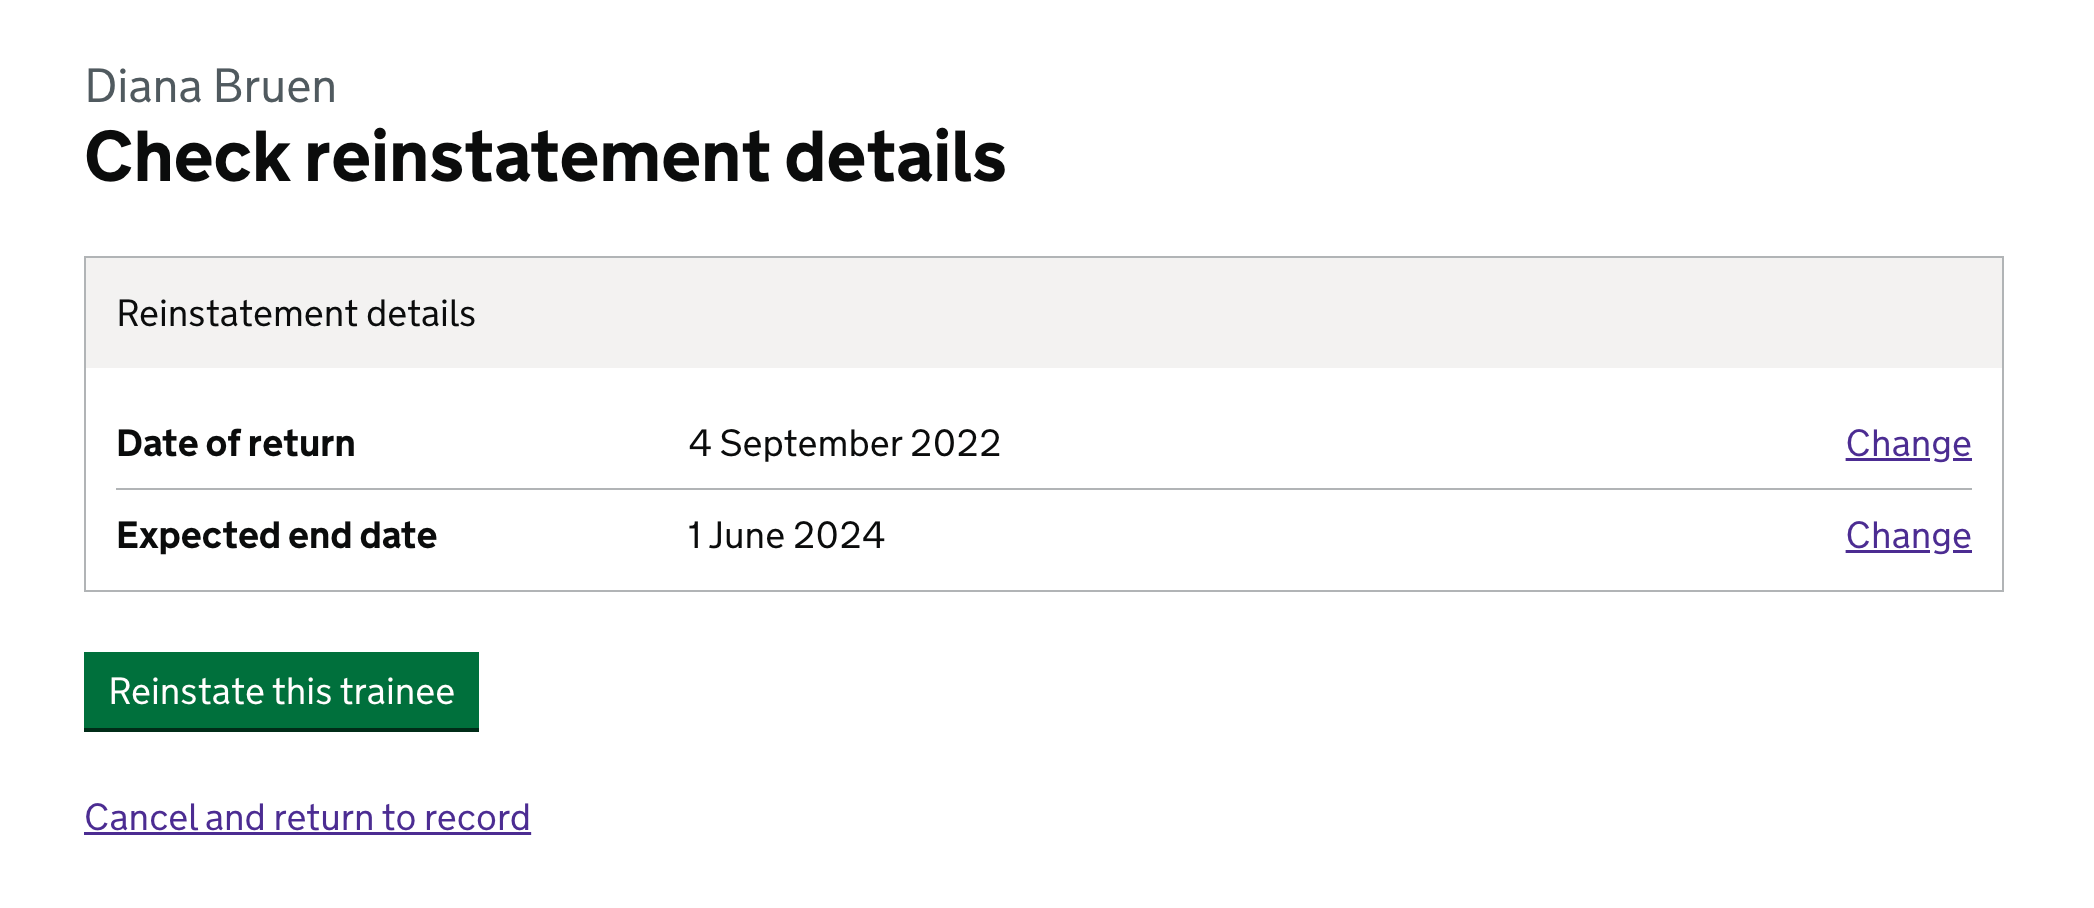 Diana Bruen
Check reinstatement details
Reinstatement details
Date of return 4 September 2022 Change
Expected end date 1 June 2024 Change
Reinstate this trainee
Cancel and return to record